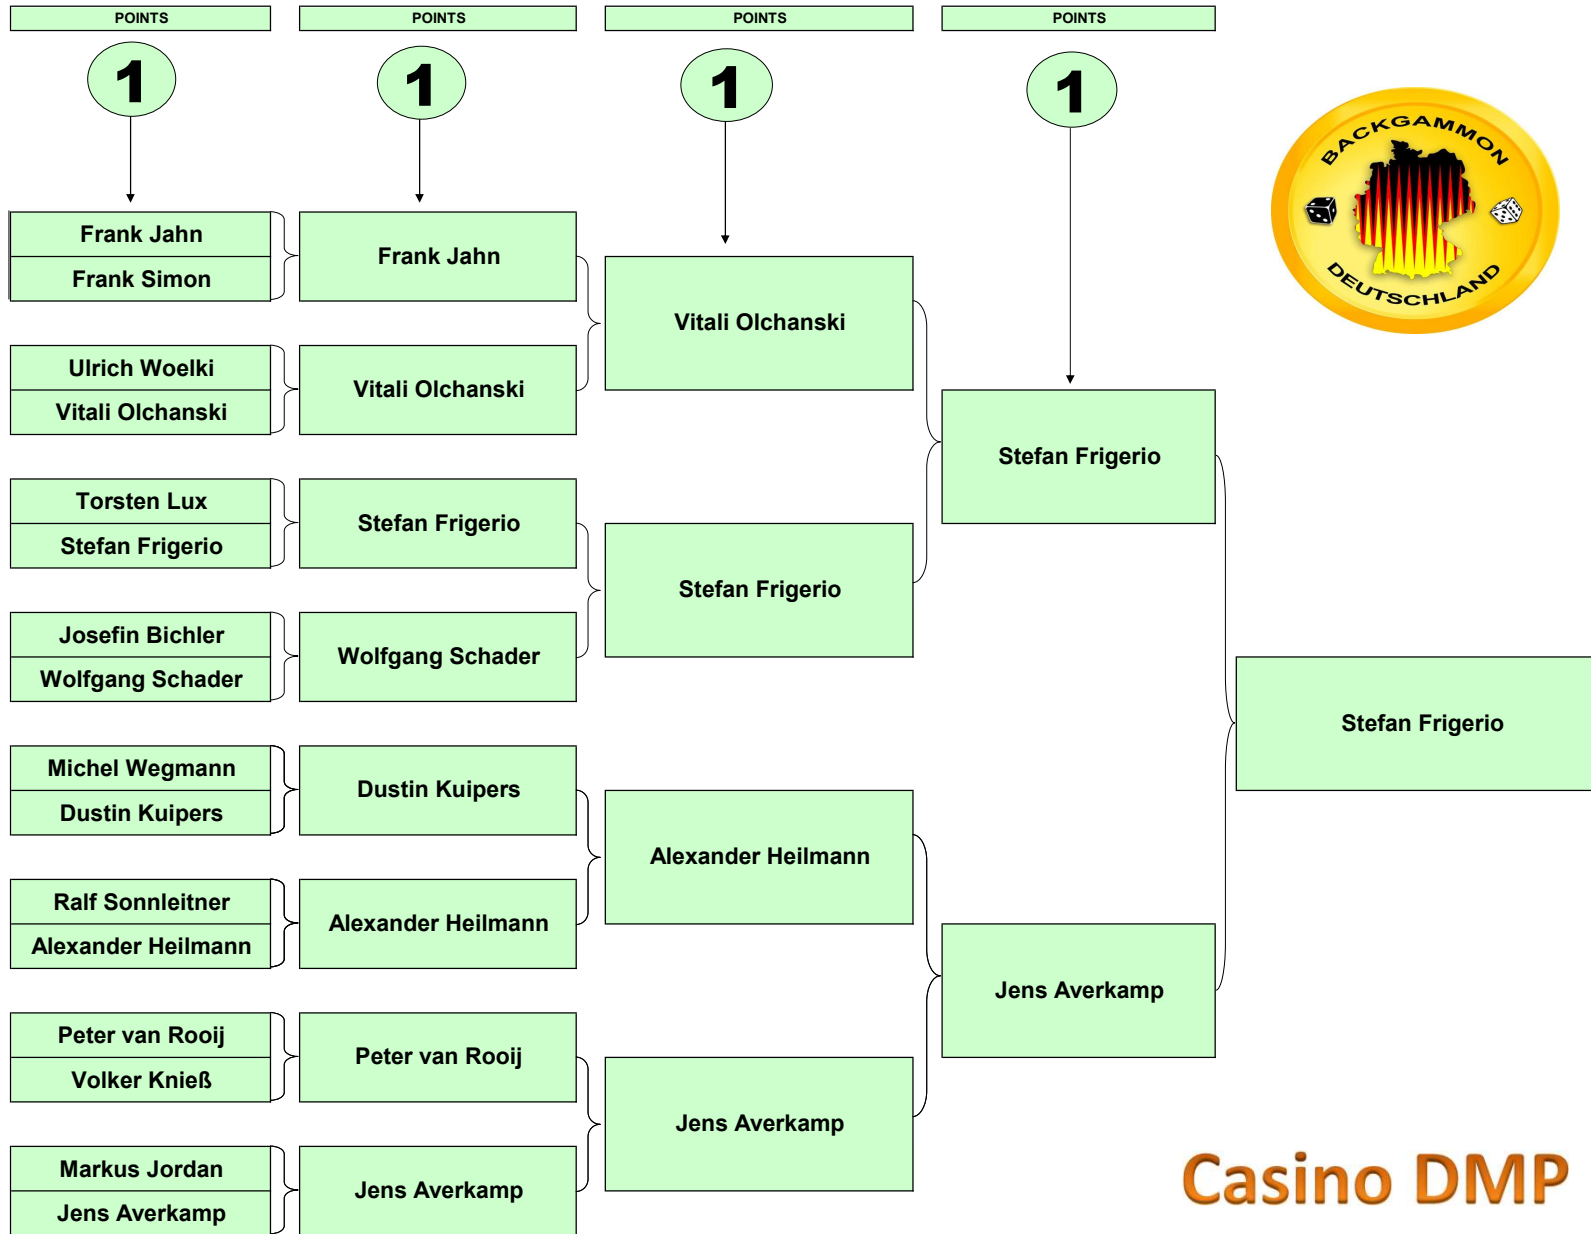 POINTS POINTS POINTS POINTS
1 1 1 1
BACKGAMMON
DEUTSCHLAND
Frank Jahn
Frank Simon
Ulrich Woelki
Vitali Olchanski
Torsten Lux
Stefan Frigerio
Josefin Bichler
Wolfgang Schader
Michel Wegmann
Dustin Kuipers
Ralf Sonnleitner
Alexander Heilmann
Peter van Rooij
Volker Knieß
Markus Jordan
Jens Averkamp
Frank Jahn
Vitali Olchanski
Stefan Frigerio
Wolfgang Schader
Dustin Kuipers
Alexander Heilmann
Peter van Rooij
Jens Averkamp
Vitali Olchanski
Stefan Frigerio
Alexander Heilmann
Jens Averkamp
Stefan Frigerio
Jens Averkamp
Stefan Frigerio
Casino DMP